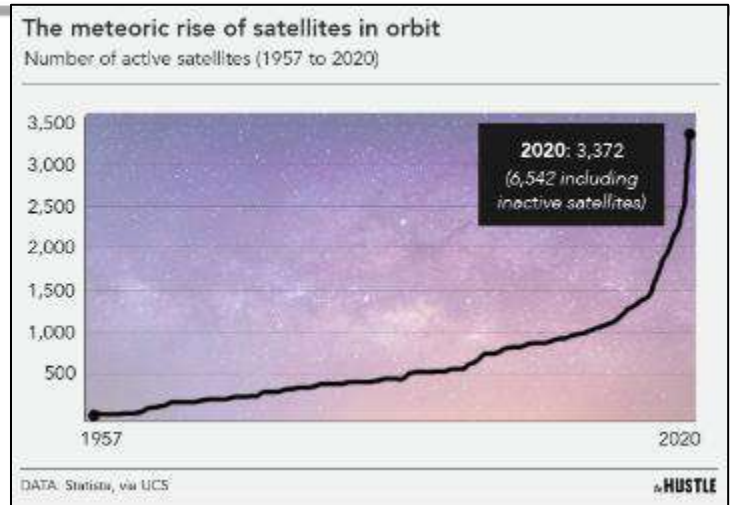 The meteoric rise of satellites in orbit
Number of active satellites (1957 to 2020)
3,500
3,000
2,500
2,000
1,500
1,000
500
2020: 3,372
(6,542 including
inactive satellites)
1957
2020
DATA: Statista, via UCS
the HUSTLE